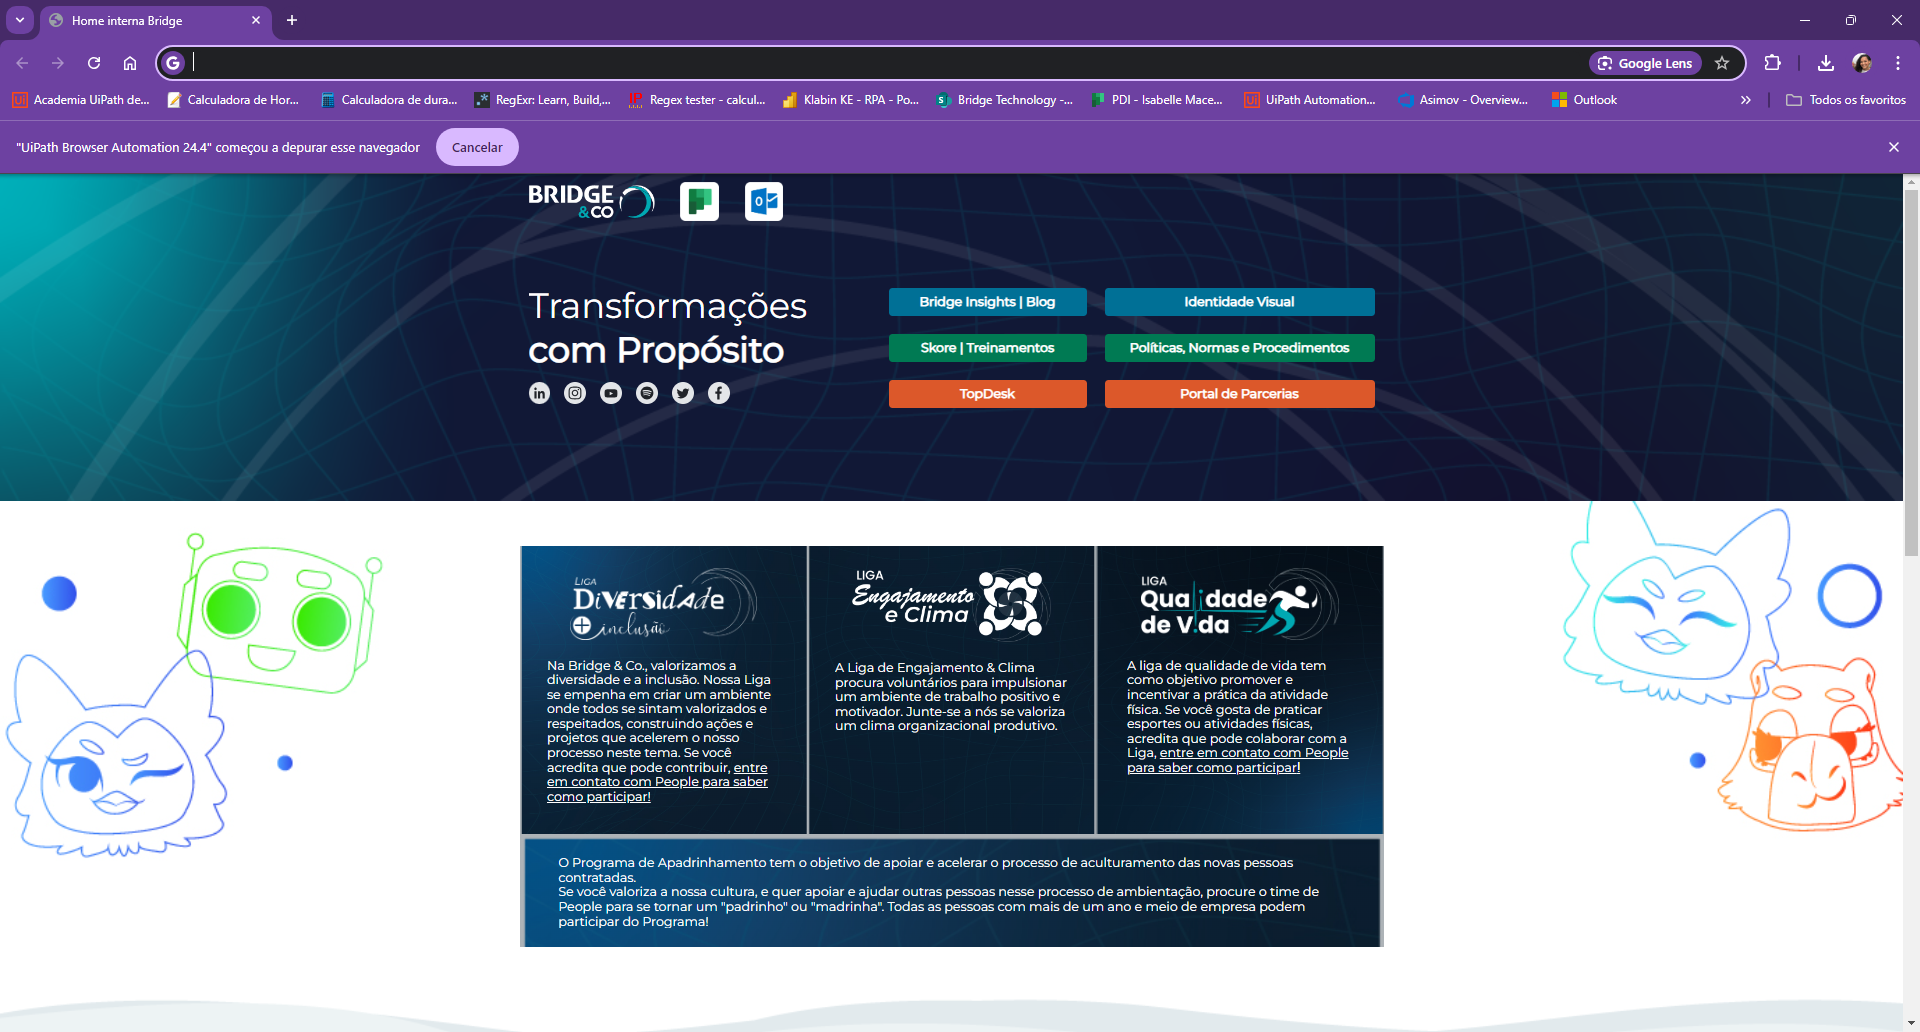 Home interna Bridge
G
Google Lens
Academia UiPath de...
Calculadora de Hor...
Calculadora de dura...
RegExr: Learn, Build,...
Regex tester - calcul...
Klabin KE - RPA - Po...
Bridge Technology -...
PDI - Isabelle Mace...
UiPath Automation...
Asimov - Overview...
Outlook
Todos os favoritos
"UiPath Browser Automation 24.4" começou a depurar esse navegador
Cancelar
BRIDGE
&CO
Transformações
com Propósito
Bridge Insights | Blog
Identidade Visual
Skore | Treinamentos
Políticas, Normas e Procedimentos
TopDesk
Portal de Parcerias
LIGA
Diversidade
+ inclusão
Na Bridge & Co., valorizamos a
diversidade e a inclusão. Nossa Liga
se empenha em criar um ambiente
onde todos se sintam valorizados e
respeitados, construindo ações e
projetos que acelerem o nosso
processo neste tema. Se você
acredita que pode contribuir, entre
em contato com People para saber
como participar!
LIGA
Engajamento
e Clima
A Liga de Engajamento & Clima
procura voluntários para impulsionar
um ambiente de trabalho positivo e
motivador. Junte-se a nós se valoriza
um clima organizacional produtivo.
LIGA
Qualidade
de Vida
A liga de qualidade de vida tem
como objetivo promover e
incentivar a prática da atividade
física. Se você gosta de praticar
esportes ou atividades físicas,
acredita que pode colaborar com a
Liga, entre em contato com People
para saber como participar!
O Programa de Apadrinhamento tem o objetivo de apoiar e acelerar o processo de aculturamento das novas pessoas
contratadas.
Se você valoriza a nossa cultura, e quer apoiar e ajudar outras pessoas nesse processo de ambientação, procure o time de
People para se tornar um "padrinho" ou "madrinha". Todas as pessoas com mais de um ano e meio de empresa podem
participar do Programa!